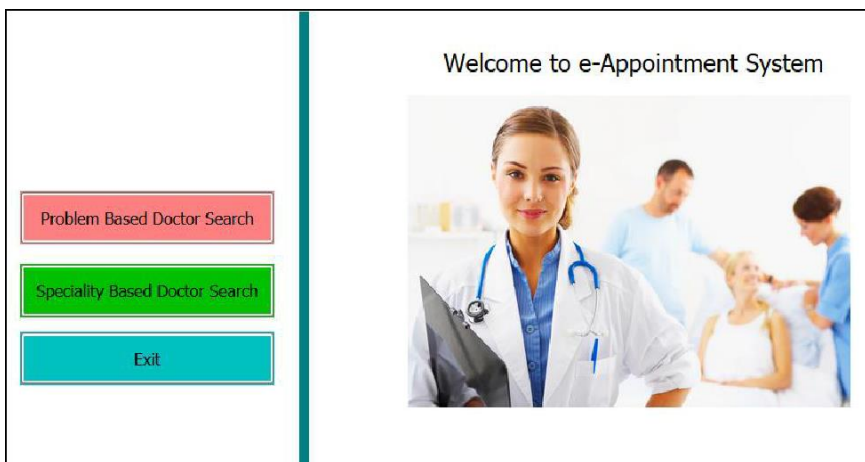 Welcome to e-Appointment System
Problem Based Doctor Search
Speciality Based Doctor Search
Exit